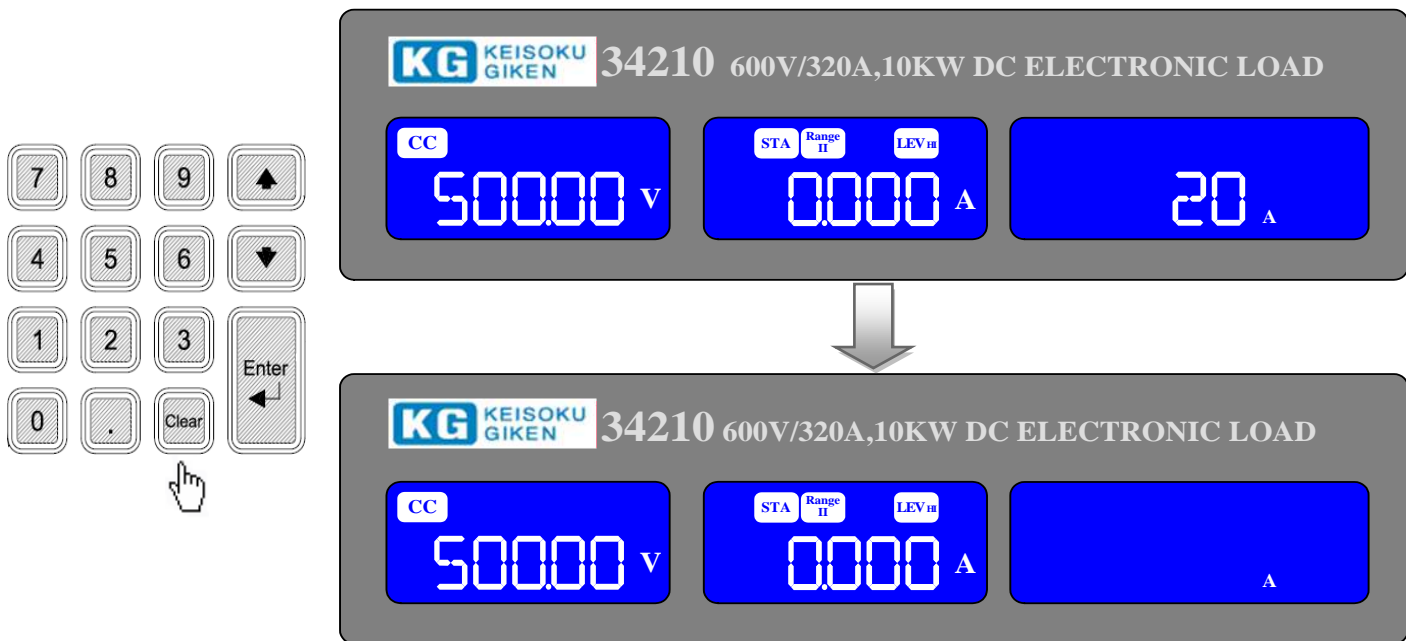 7 8 9
4 5 6
1 2 3
Enter
0 . Clear
KG KEISOKU GIKEN 34210 600V/320A,10KW DC ELECTRONIC LOAD
CC
STA Range II LEV HI
500.00 V
0.000 A
20 A
KG KEISOKU GIKEN 34210 600V/320A,10KW DC ELECTRONIC LOAD
CC
STA Range II LEV HI
500.00 V
0.000 A
A